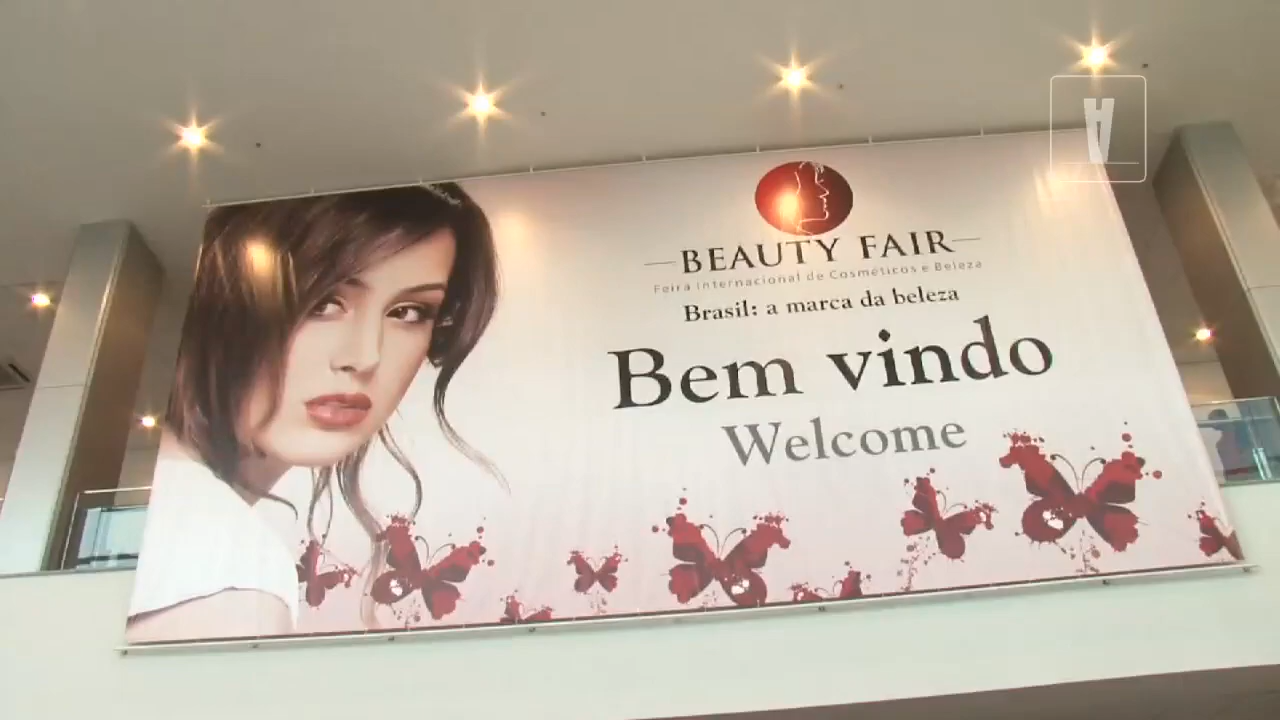 BEAUTY FAIR
Feira Internacional de Cosméticos e Beleza
Brasil: a marca da beleza
Bem vindo
Welcome